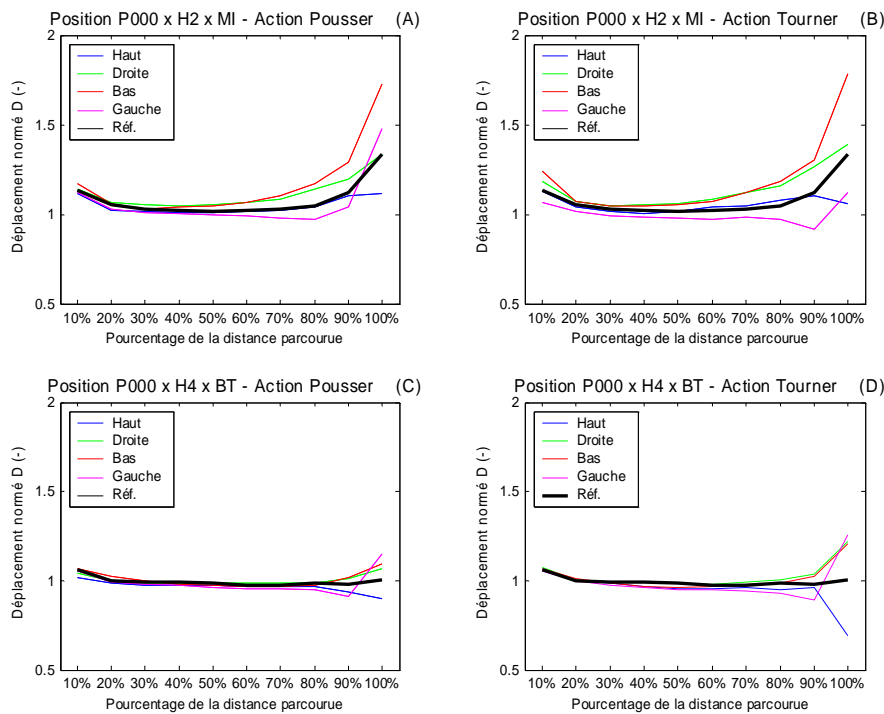 Position P000 x H2 x MI - Action Pousser (A)
2
1.5
1
0.5
Déplacement normé D (-)
Haut
Droite
Bas
Gauche
Réf.
10% 20% 30% 40% 50% 60% 70% 80% 90% 100%
Pourcentage de la distance parcourue
Position P000 x H2 x MI - Action Tourner (B)
2
1.5
1
0.5
Déplacement normé D (-)
Haut
Droite
Bas
Gauche
Réf.
10% 20% 30% 40% 50% 60% 70% 80% 90% 100%
Pourcentage de la distance parcourue
Position P000 x H4 x BT - Action Pousser (C)
2
1.5
1
0.5
Déplacement normé D (-)
Haut
Droite
Bas
Gauche
Réf.
10% 20% 30% 40% 50% 60% 70% 80% 90% 100%
Pourcentage de la distance parcourue
Position P000 x H4 x BT - Action Tourner (D)
2
1.5
1
0.5
Déplacement normé D (-)
Haut
Droite
Bas
Gauche
Réf.
10% 20% 30% 40% 50% 60% 70% 80% 90% 100%
Pourcentage de la distance parcourue